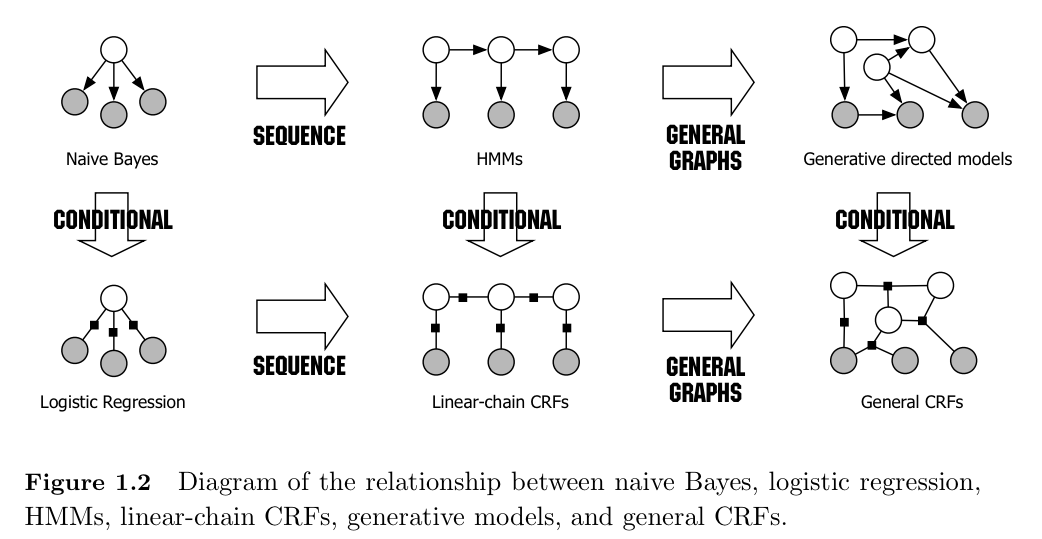 SEQUENCE
GENERAL
GRAPHS
Naive Bayes
HMMs
Generative directed models
CONDITIONAL
CONDITIONAL
CONDITIONAL
SEQUENCE
GENERAL
GRAPHS
Logistic Regression
Linear-chain CRFs
General CRFs
Figure 1.2 Diagram of the relationship between naive Bayes, logistic regression,
HMMs, linear-chain CRFs, generative models, and general CRFs.